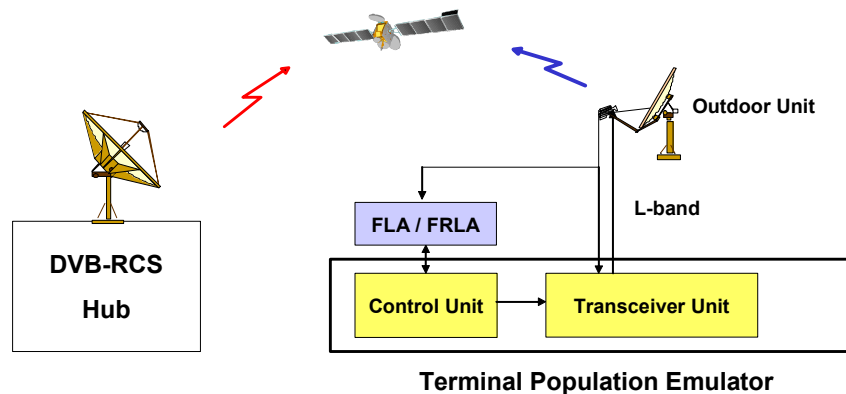 Outdoor Unit
L-band
FLA / FRLA
DVB-RCS
Hub
Control Unit
Transceiver Unit
Terminal Population Emulator